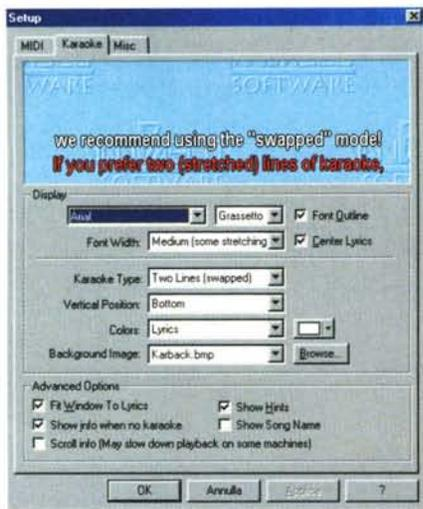 Setup
MIDI Karaoke Misc
WARE SOFTWARE
we recommend using the "swapped" mode!
If you prefer two (stretched) lines of karaoke,
Display
Arial Grassetto Font Outline
Font Width: Medium (some stretching Center Lyrics
Karaoke Type: Two Lines (swapped)
Vertical Position: Bottom
Colors: Lyrics
Background Image: Karback.bmp Browse...
Advanced Options
Fit Window To Lyrics Show Hints
Show info when no karaoke Show Song Name
Scroll info (May slow down playback on some machines)
OK Annulla ?